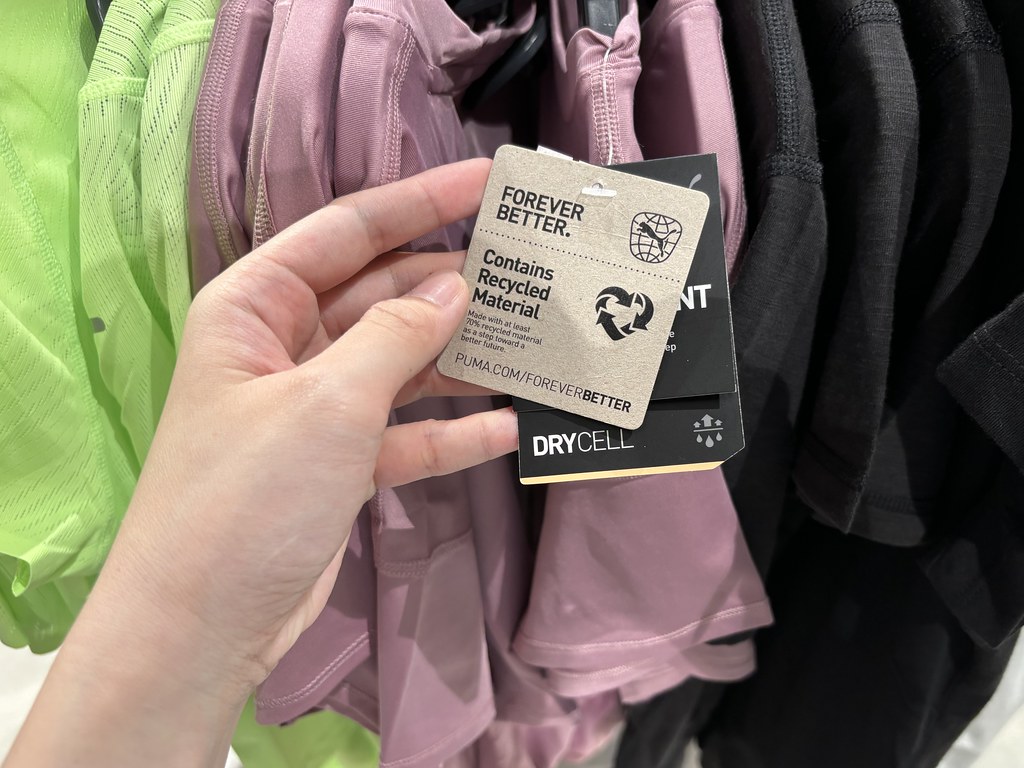 FOREVER
BETTER.
Contains
Recycled
Material
Made with at least
70% recycled material
as a step toward a
better future.
PUMA.COM/FOREVERBETTER
NT
DRYCELL